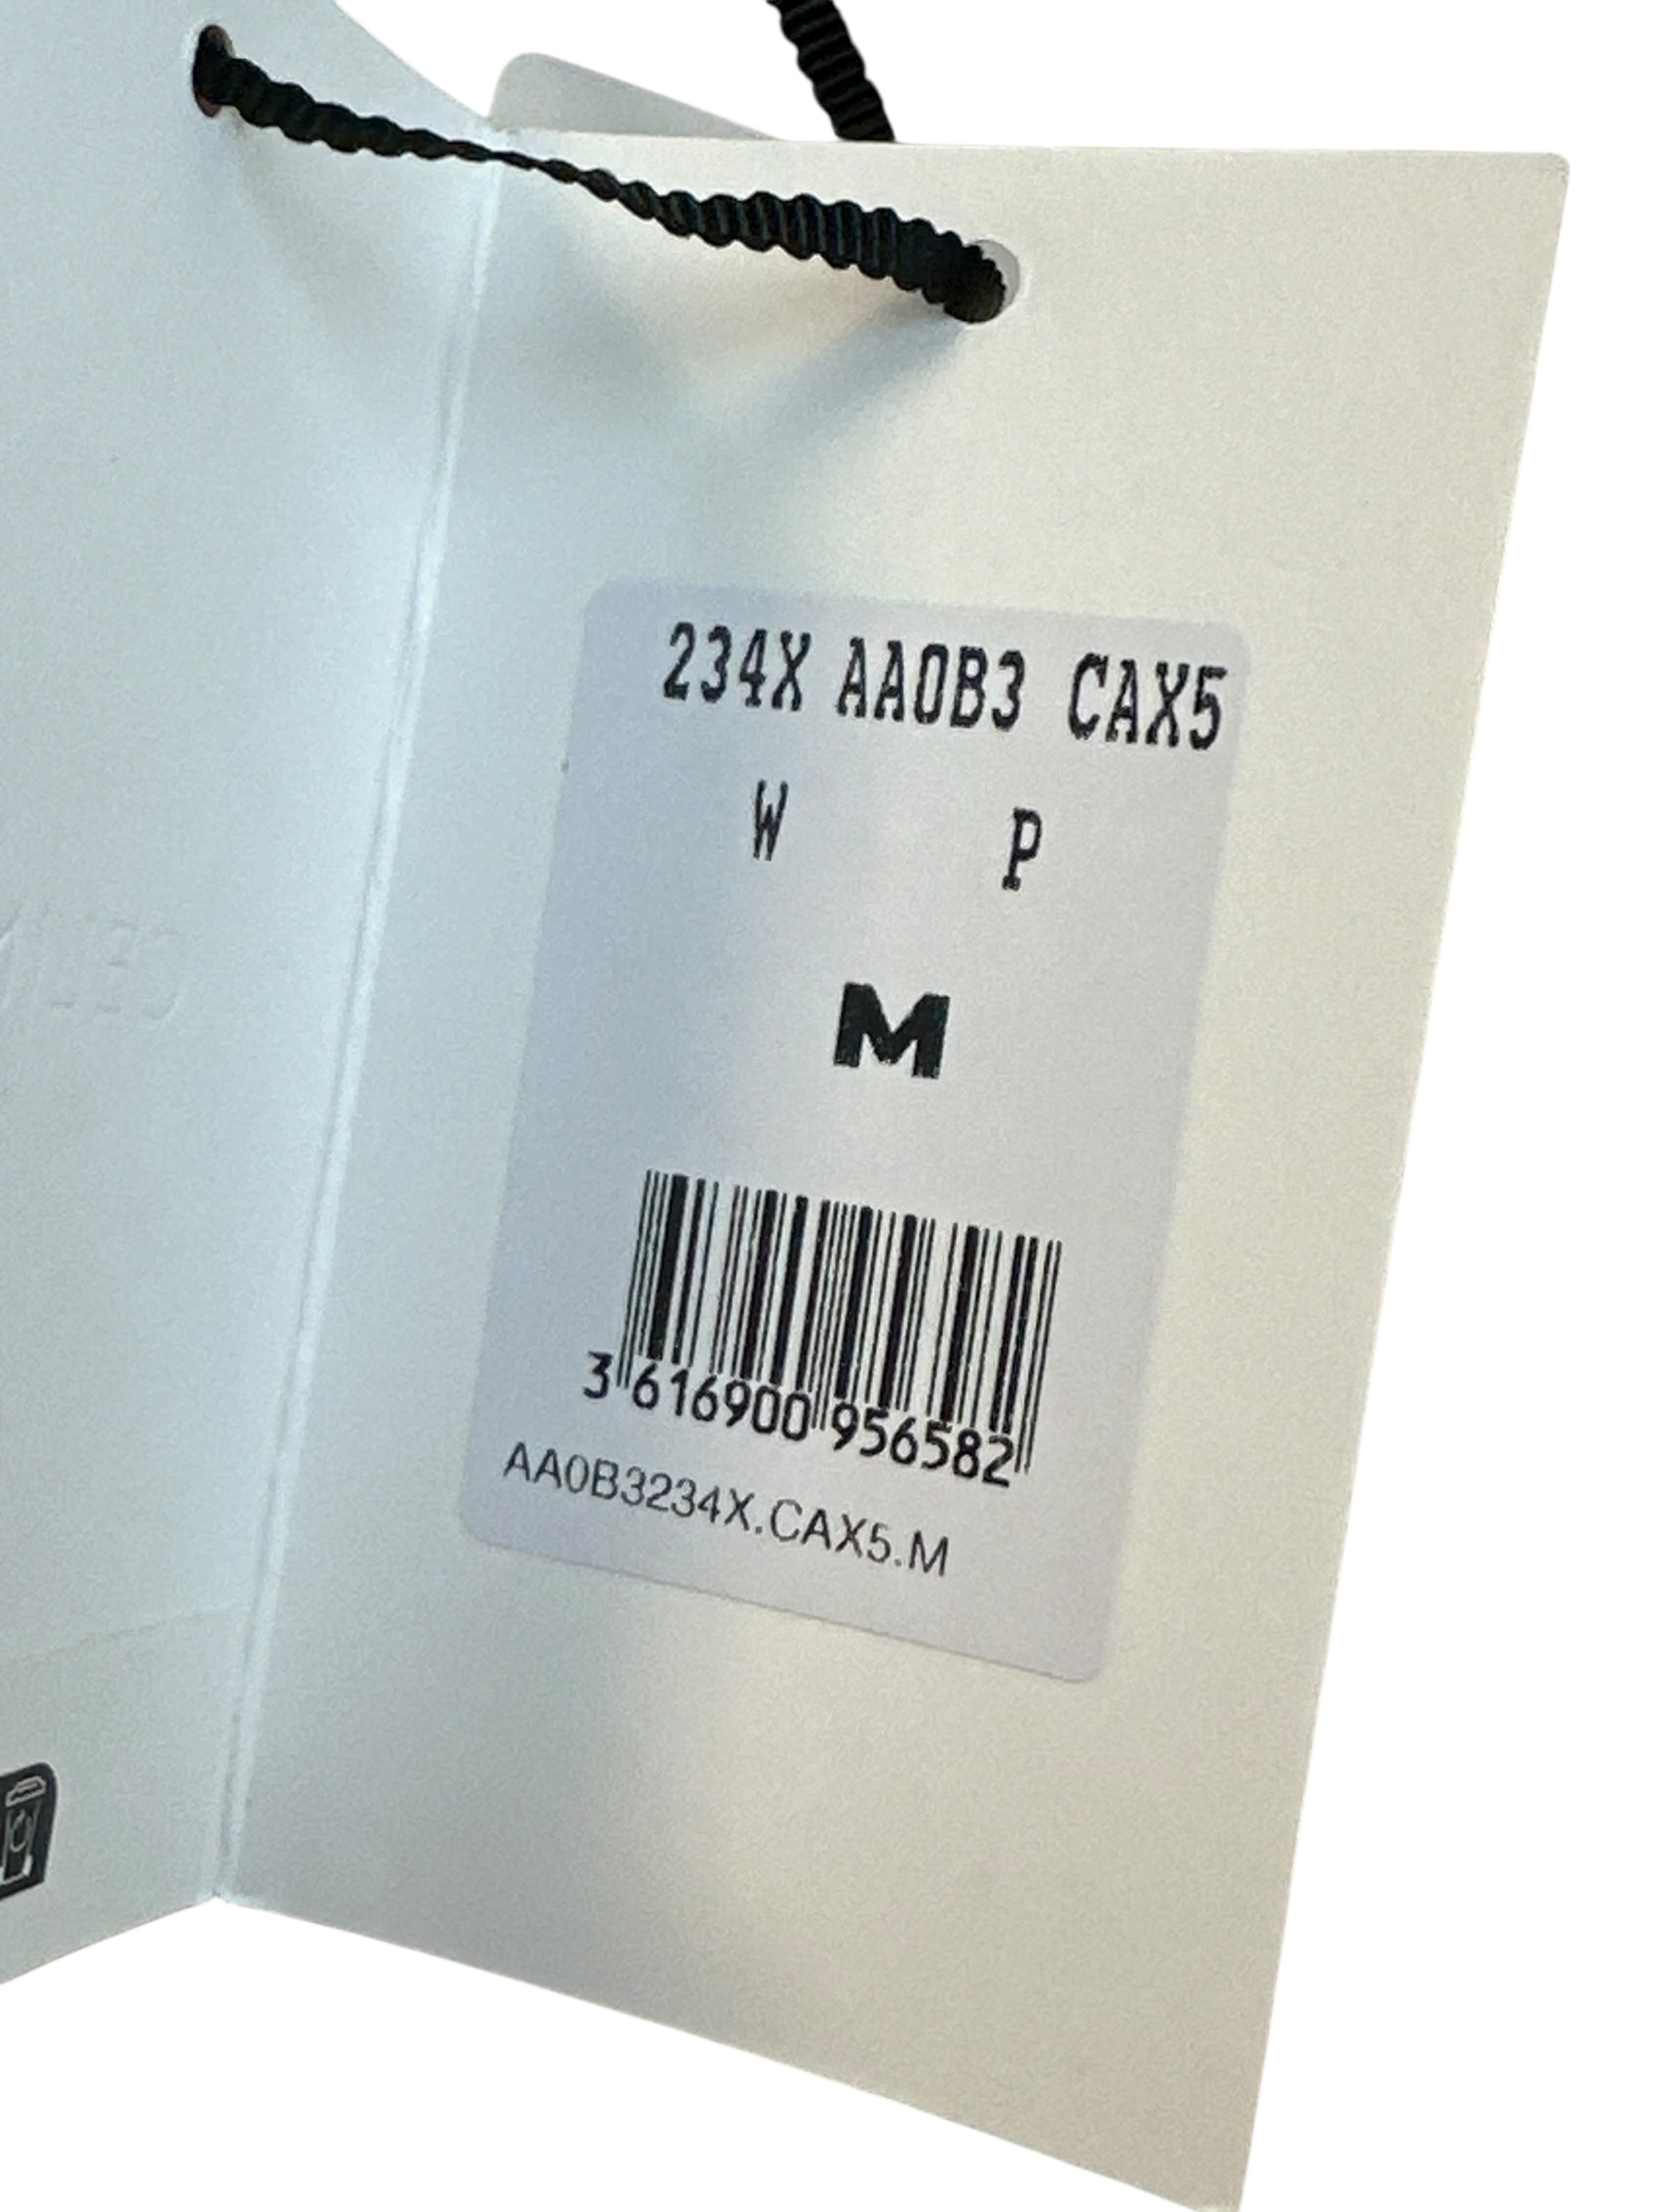 234X AA0B3 CAX5
W P
M
3 616900 956582
AA0B3234X.CAX5.M